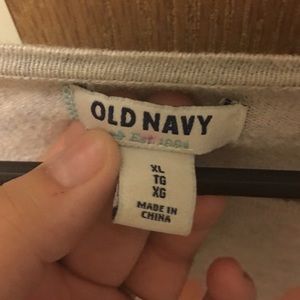 OLD NAVY
Est 1994
XL
TG
XG
MADE IN
CHINA